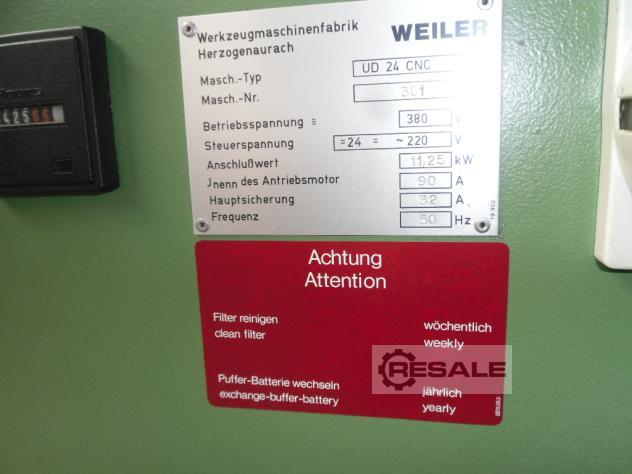 Werkzeugmaschinenfabrik WEILER
Herzogenaurach
Masch.-Typ UD 24 CNC
Masch.-Nr. 301
Betriebsspannung = 380 V
Steuerspannung =24 = ~220 V
Anschlußwert 11,25 kW
Jnenn des Antriebsmotor 90 A
Hauptsicherung 32 A
Frequenz 50 Hz
19 902
Achtung
Attention
Filter reinigen wöchentlich
clean filter weekly
Puffer-Batterie wechseln jährlich
exchange-buffer-battery yearly
RESALE